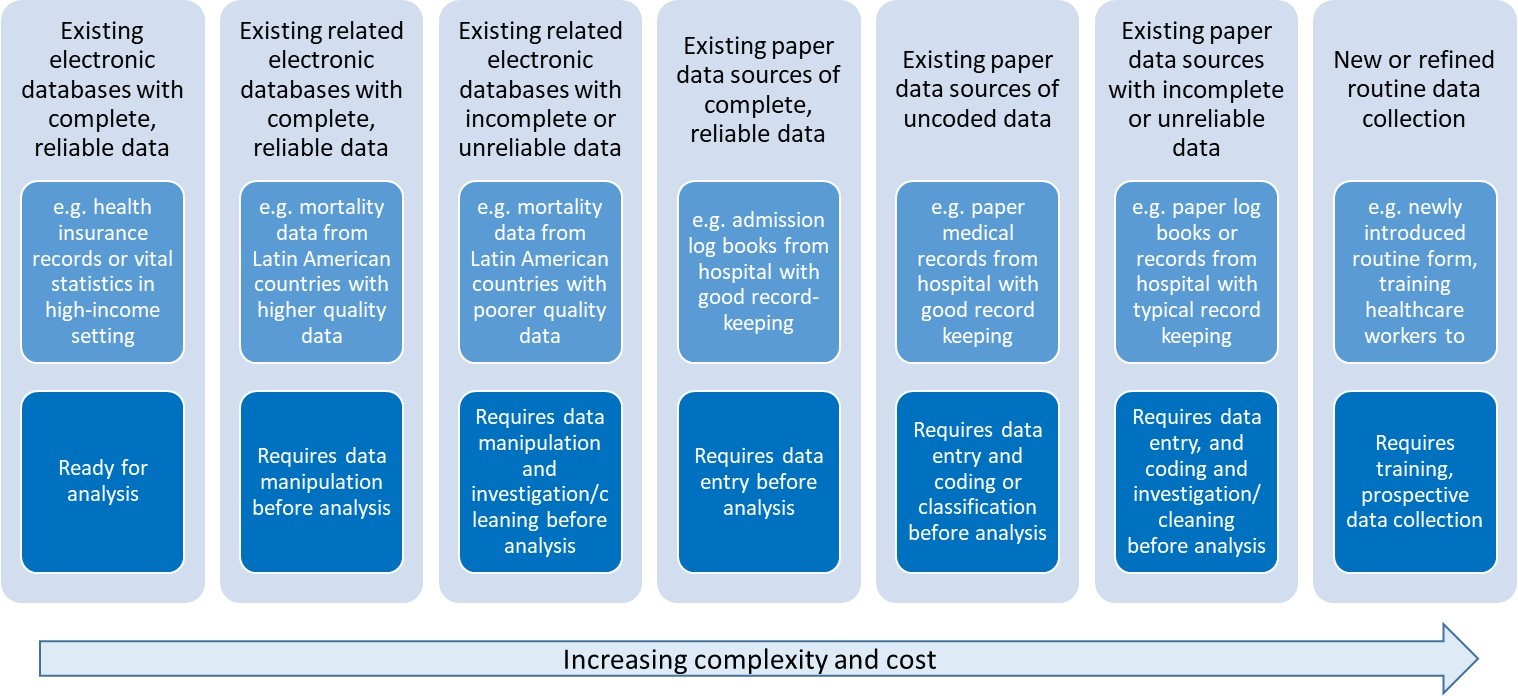 Existing
electronic
databases with
complete,
reliable data
e.g. health
insurance
records or vital
statistics in
high-income
setting
Ready for
analysis
Existing related
electronic
databases with
complete,
reliable data
e.g. mortality
data from
Latin American
countries with
higher quality
data
Requires data
manipulation
before analysis
Existing related
electronic
databases with
incomplete or
unreliable data
e.g. mortality
data from
Latin American
countries with
poorer quality
data
Requires data
manipulation
and
investigation/c
leaning before
analysis
Existing paper
data sources of
complete,
reliable data
e.g. admission
log books from
hospital with
good record-
keeping
Requires data
entry before
analysis
Existing paper
data sources of
uncoded data
e.g. paper
medical
records from
hospital with
good record
keeping
Requires data
entry and
coding or
classification
before analysis
Existing paper
data sources
with incomplete
or unreliable
data
e.g. paper log
books or
records from
hospital with
typical record
keeping
Requires data
entry, and
coding and
investigation/
cleaning
before analysis
New or refined
routine data
collection
e.g. newly
introduced
routine form,
training
healthcare
workers to
Requires
training,
prospective
data collection
Increasing complexity and cost